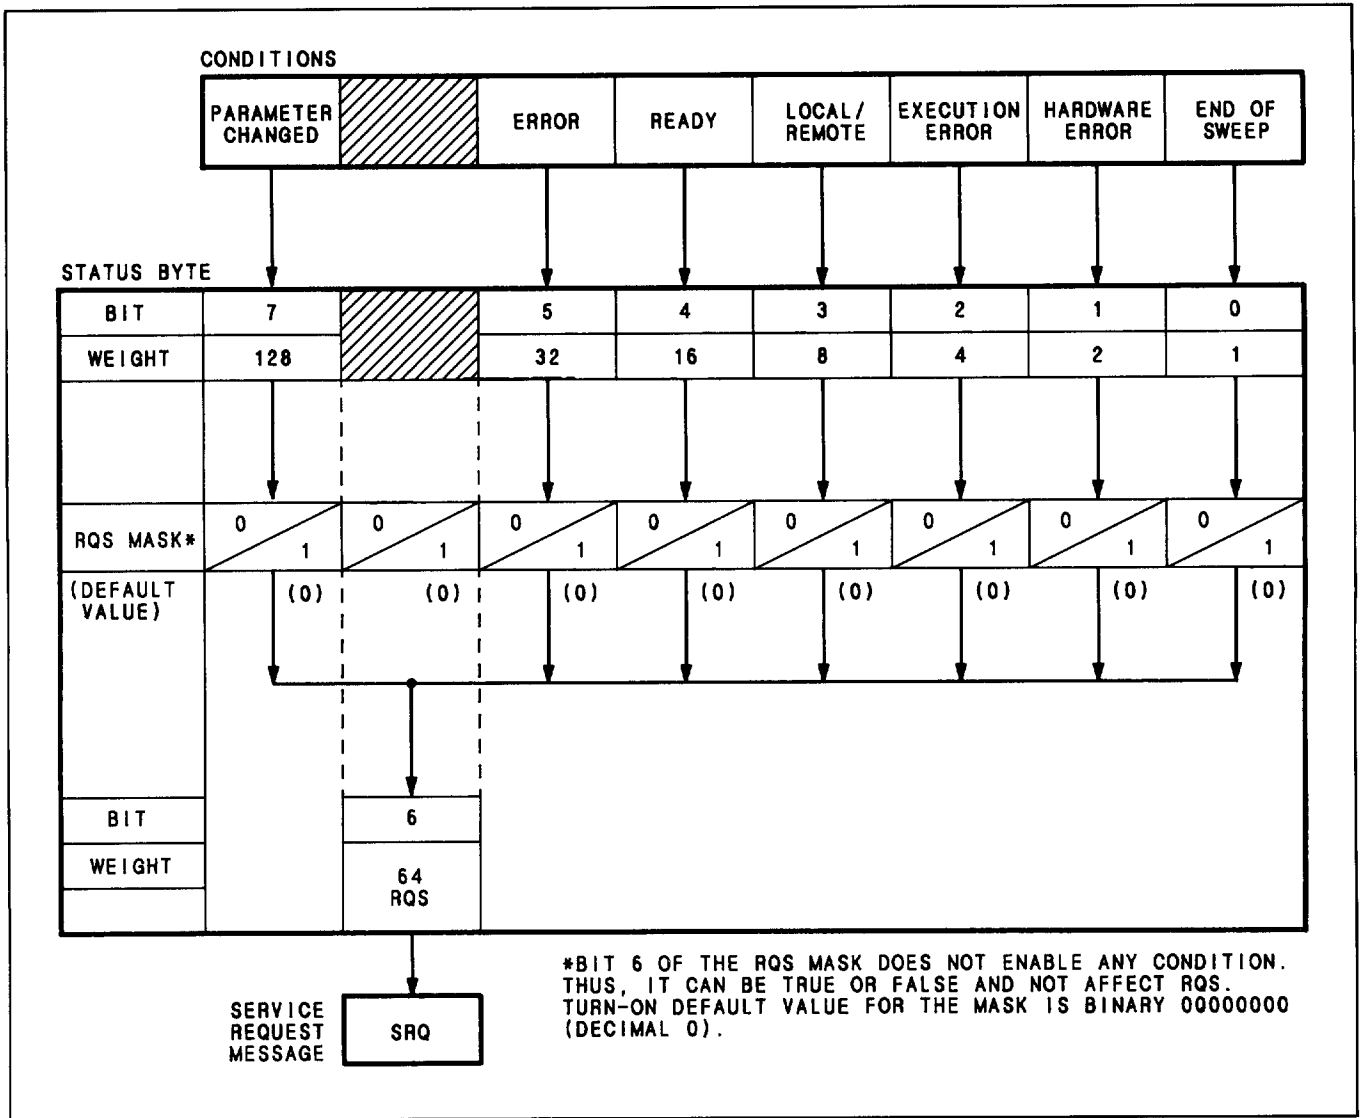 CONDITIONS
PARAMETER CHANGED ERROR READY LOCAL/ REMOTE EXECUTION ERROR HARDWARE ERROR END OF SWEEP
STATUS BYTE
BIT 7 5 4 3 2 1 0
WEIGHT 128 32 16 8 4 2 1
RQS MASK* 0 1 0 1 0 1 0 1 0 1 0 1 0 1 0 1
(DEFAULT VALUE) (0) (0) (0) (0) (0) (0) (0) (0)
BIT 6
WEIGHT 64 RQS
*BIT 6 OF THE RQS MASK DOES NOT ENABLE ANY CONDITION.
THUS, IT CAN BE TRUE OR FALSE AND NOT AFFECT RQS.
TURN-ON DEFAULT VALUE FOR THE MASK IS BINARY 00000000
(DECIMAL 0).
SERVICE
REQUEST
MESSAGE
SRQ